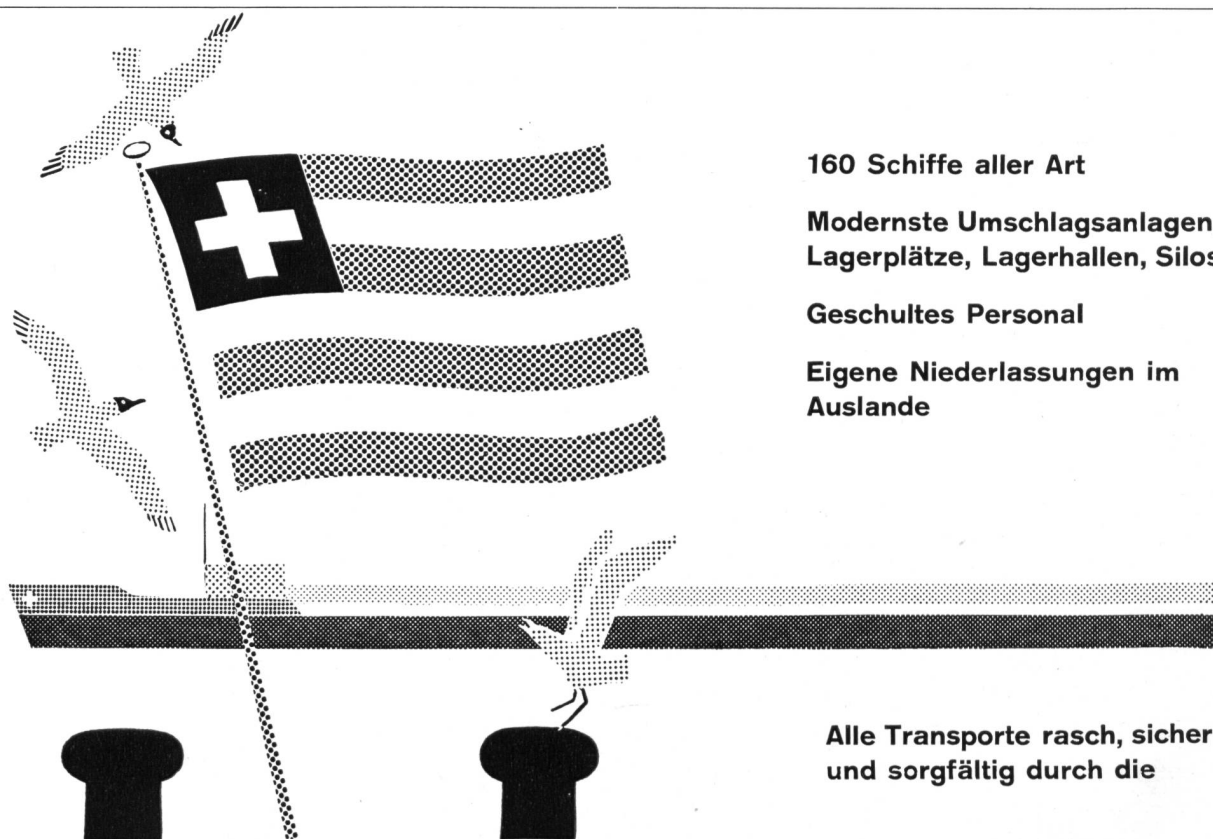 160 Schiffe aller Art
Modernste Umschlagsanlagen
Lagerplätze, Lagerhallen, Silos
Geschultes Personal
Eigene Niederlassungen im
Auslande
Alle Transporte rasch, sicher
und sorgfältig durch die